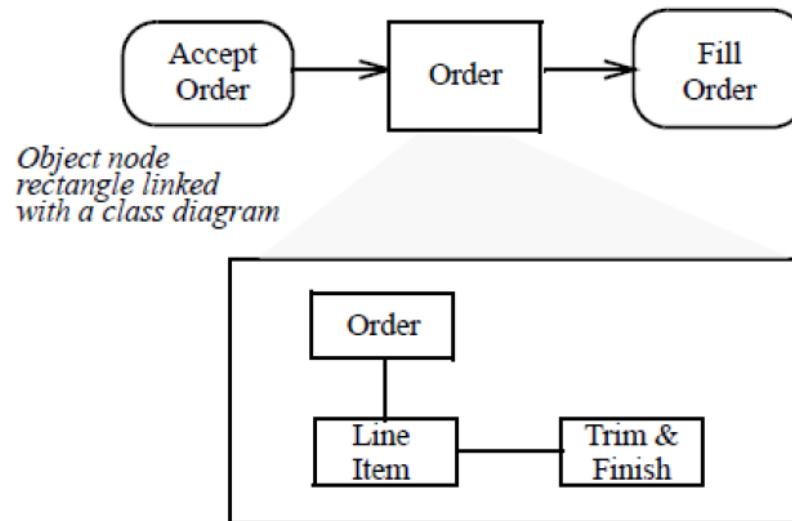 Accept
Order
Order
Fill
Order
Object node
rectangle linked
with a class diagram
Order
Line
Item
Trim &
Finish